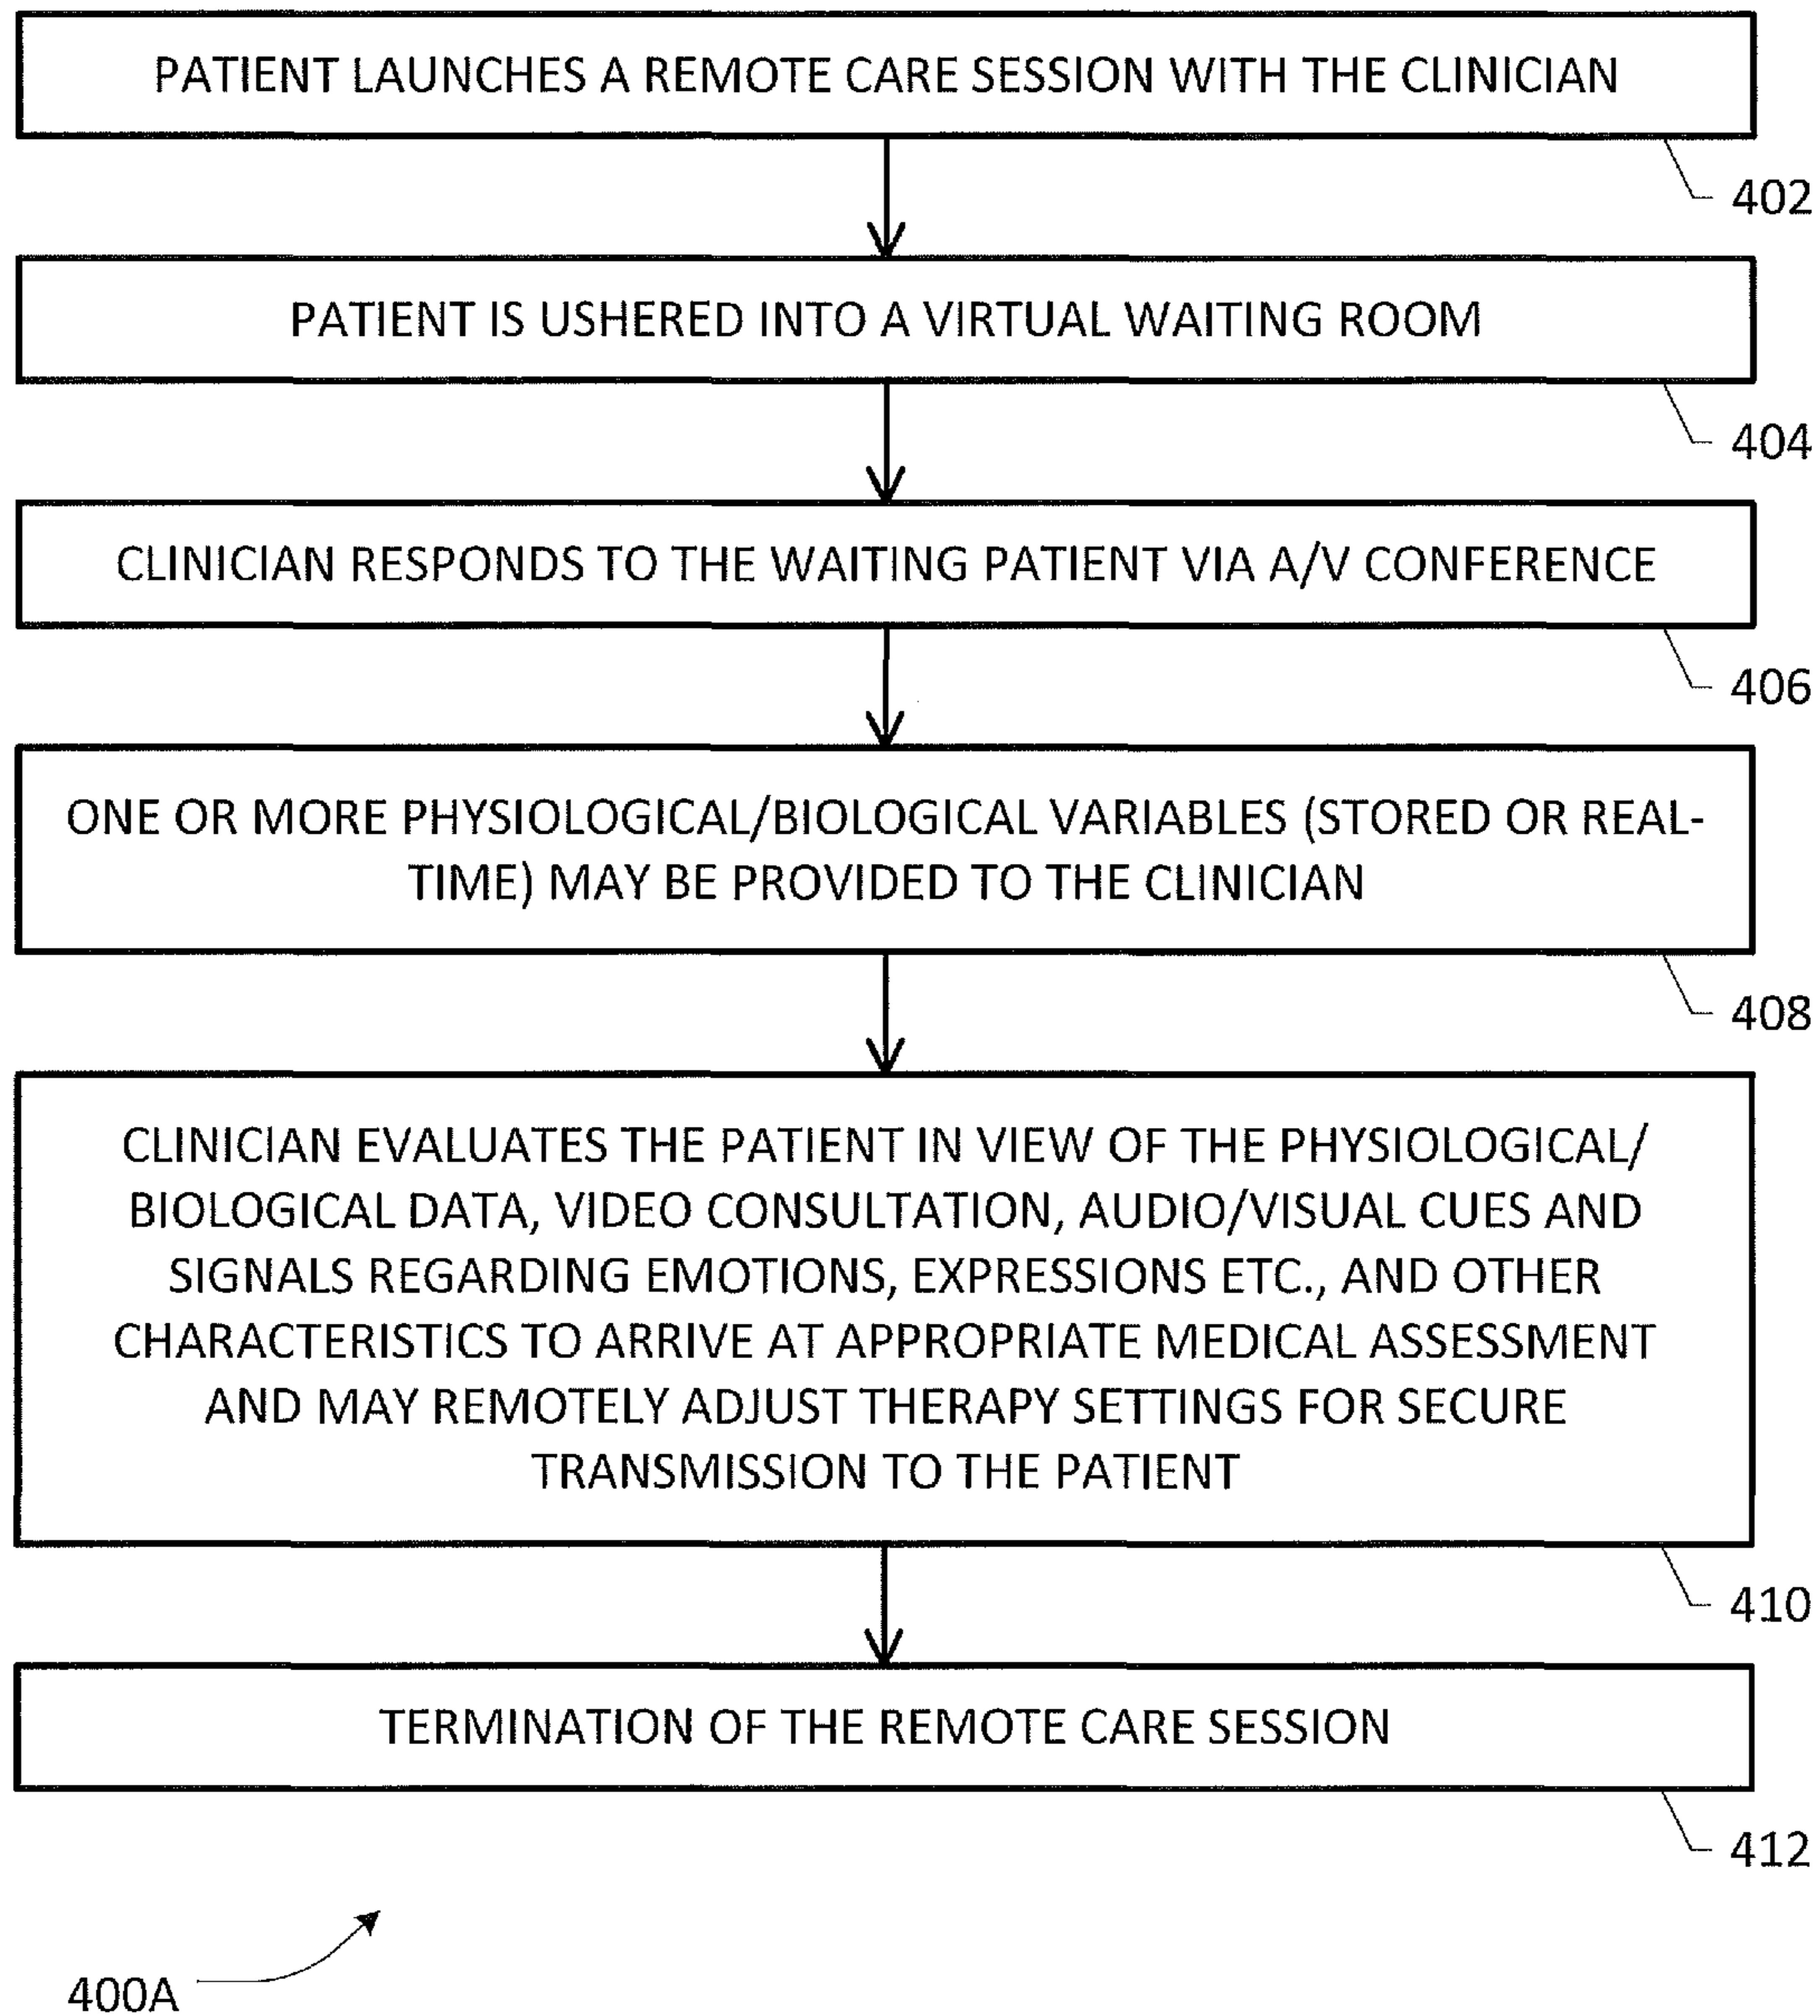 PATIENT LAUNCHES A REMOTE CARE SESSION WITH THE CLINICIAN
402
PATIENT IS USHERED INTO A VIRTUAL WAITING ROOM
404
CLINICIAN RESPONDS TO THE WAITING PATIENT VIA A/V CONFERENCE
406
ONE OR MORE PHYSIOLOGICAL/BIOLOGICAL VARIABLES (STORED OR REAL-
TIME) MAY BE PROVIDED TO THE CLINICIAN
408
CLINICIAN EVALUATES THE PATIENT IN VIEW OF THE PHYSIOLOGICAL/
BIOLOGICAL DATA, VIDEO CONSULTATION, AUDIO/VISUAL CUES AND
SIGNALS REGARDING EMOTIONS, EXPRESSIONS ETC., AND OTHER
CHARACTERISTICS TO ARRIVE AT APPROPRIATE MEDICAL ASSESSMENT
AND MAY REMOTELY ADJUST THERAPY SETTINGS FOR SECURE
TRANSMISSION TO THE PATIENT
410
TERMINATION OF THE REMOTE CARE SESSION
412
400A